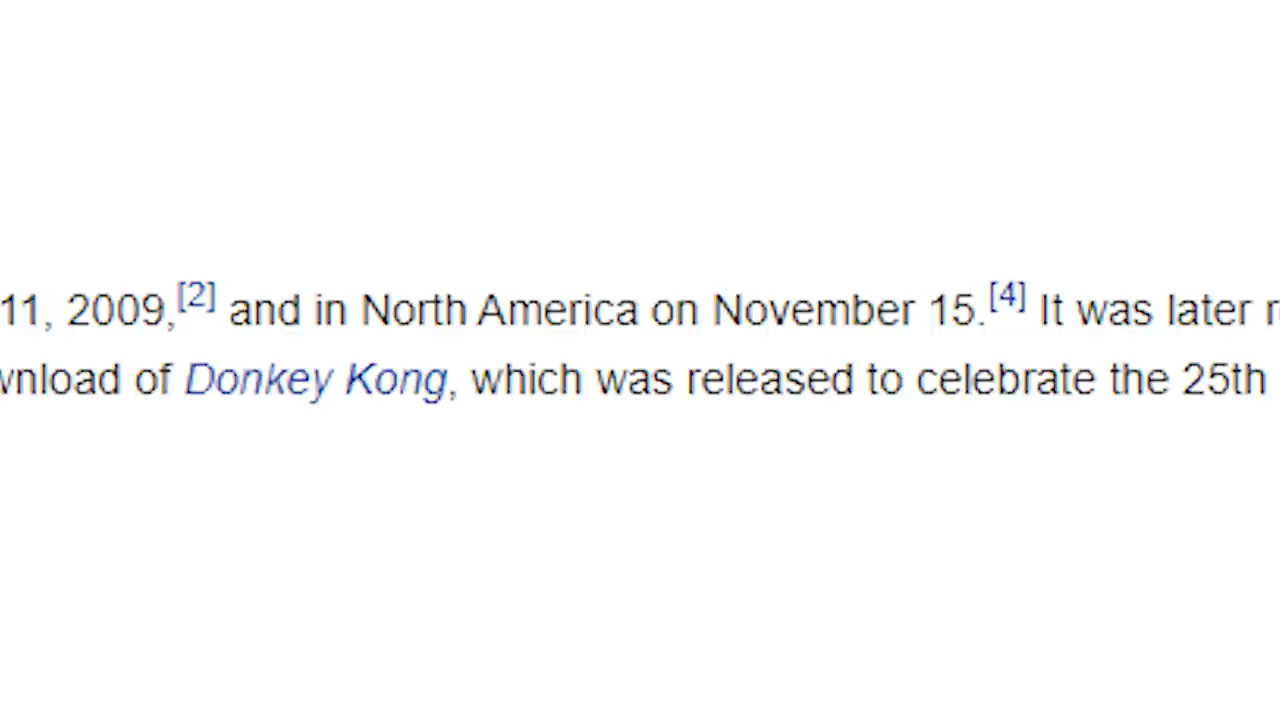 11, 2009,[2] and in North America on November 15.[4] It was later
of Donkey Kong, which was released to celebrate the 25th